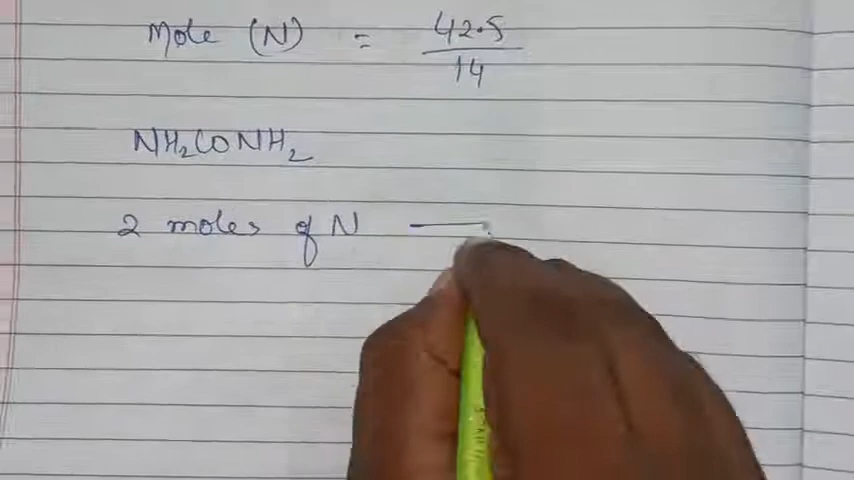 Mole (N) = 42.5/14
NH₂CONH₂
2 moles of N —